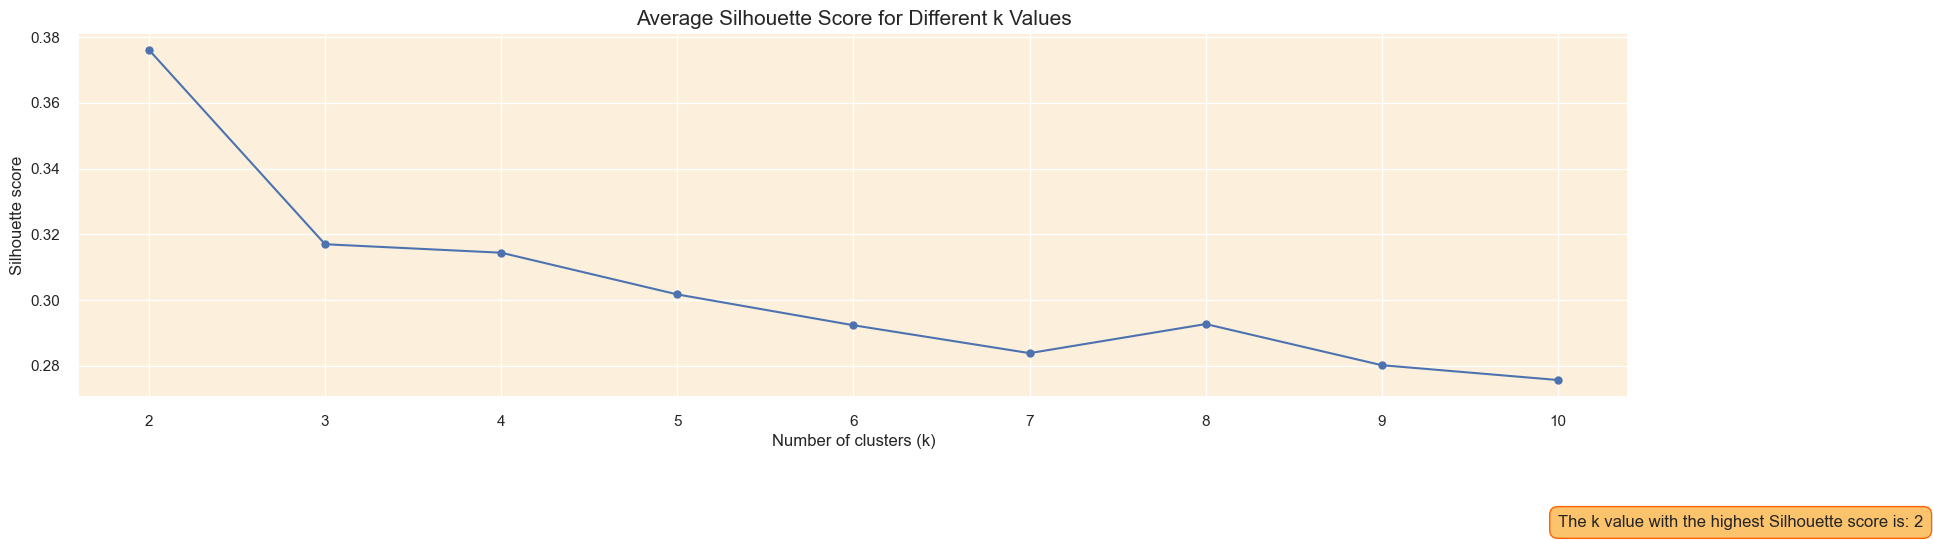 Average Silhouette Score for Different k Values
Silhouette score
0.38
0.36
0.34
0.32
0.30
0.28
2 3 4 5 6 7 8 9 10
Number of clusters (k)
The k value with the highest Silhouette score is: 2